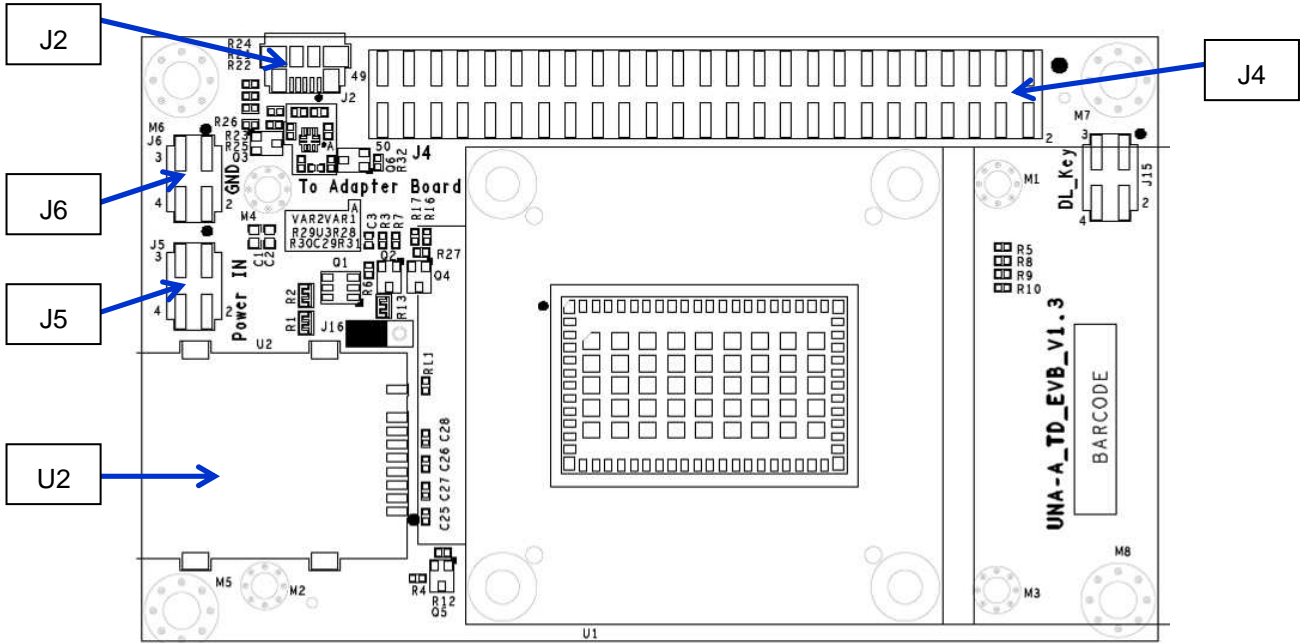 J2
R24
R21
R22
49
J2
J4
R26
M6
J6
R23
R25
Q3
3
4
2
GND
A
50
Q6
R32
J4
2
M7
3
DL_Key
J15
4
2
M1
J6
To Adapter Board
M4
A
VAR2VAR1
R29U3R28
R30C29R31
C3
R3
R7
R17
R16
C1
C2
J5
3
4
2
Power IN
Q1
R6
Q2
R27
Q4
R2
R1
R13
J16
U2
R5
R8
R9
R10
J5
R11
UNA-A_TD_EVB_V1.3
BARCODE
C28
C26
C27
C25
U2
M5
M2
R4
R12
Q5
M3
M8
U1